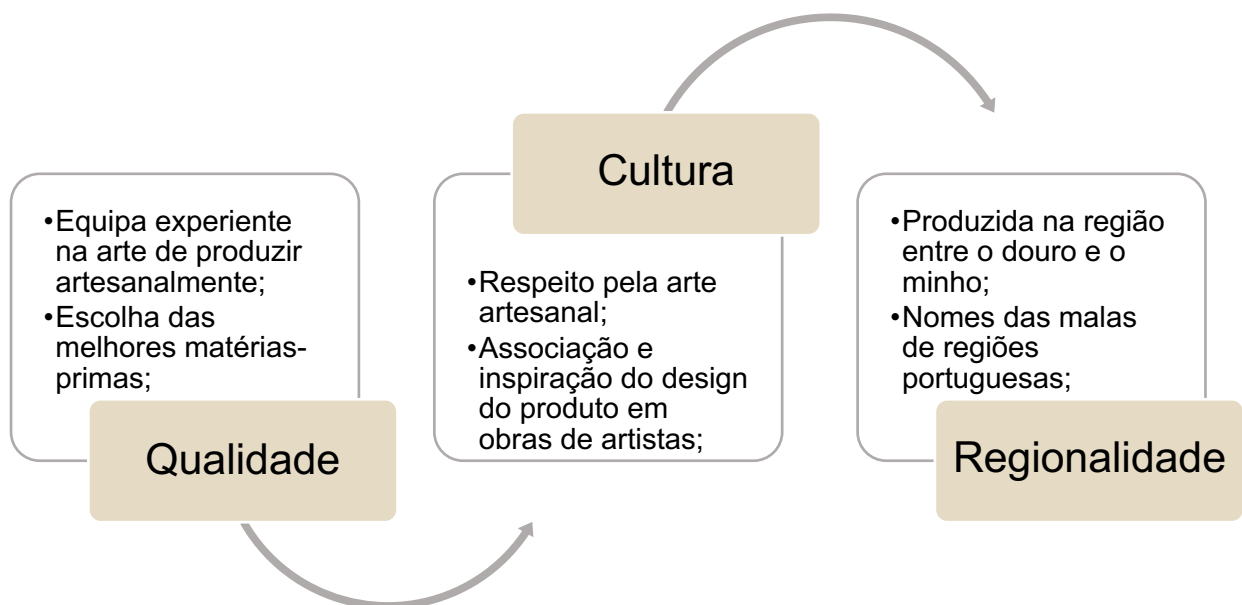 •Equipa experiente
na arte de produzir
artesanalmente;
•Escolha das
melhores matérias-
primas;
Qualidade
Cultura
•Respeito pela arte
artesanal;
•Associação e
inspiração do design
do produto em
obras de artistas;
•Produzida na região
entre o douro e o
minho;
•Nomes das malas
de regiões
portuguesas;
Regionalidade